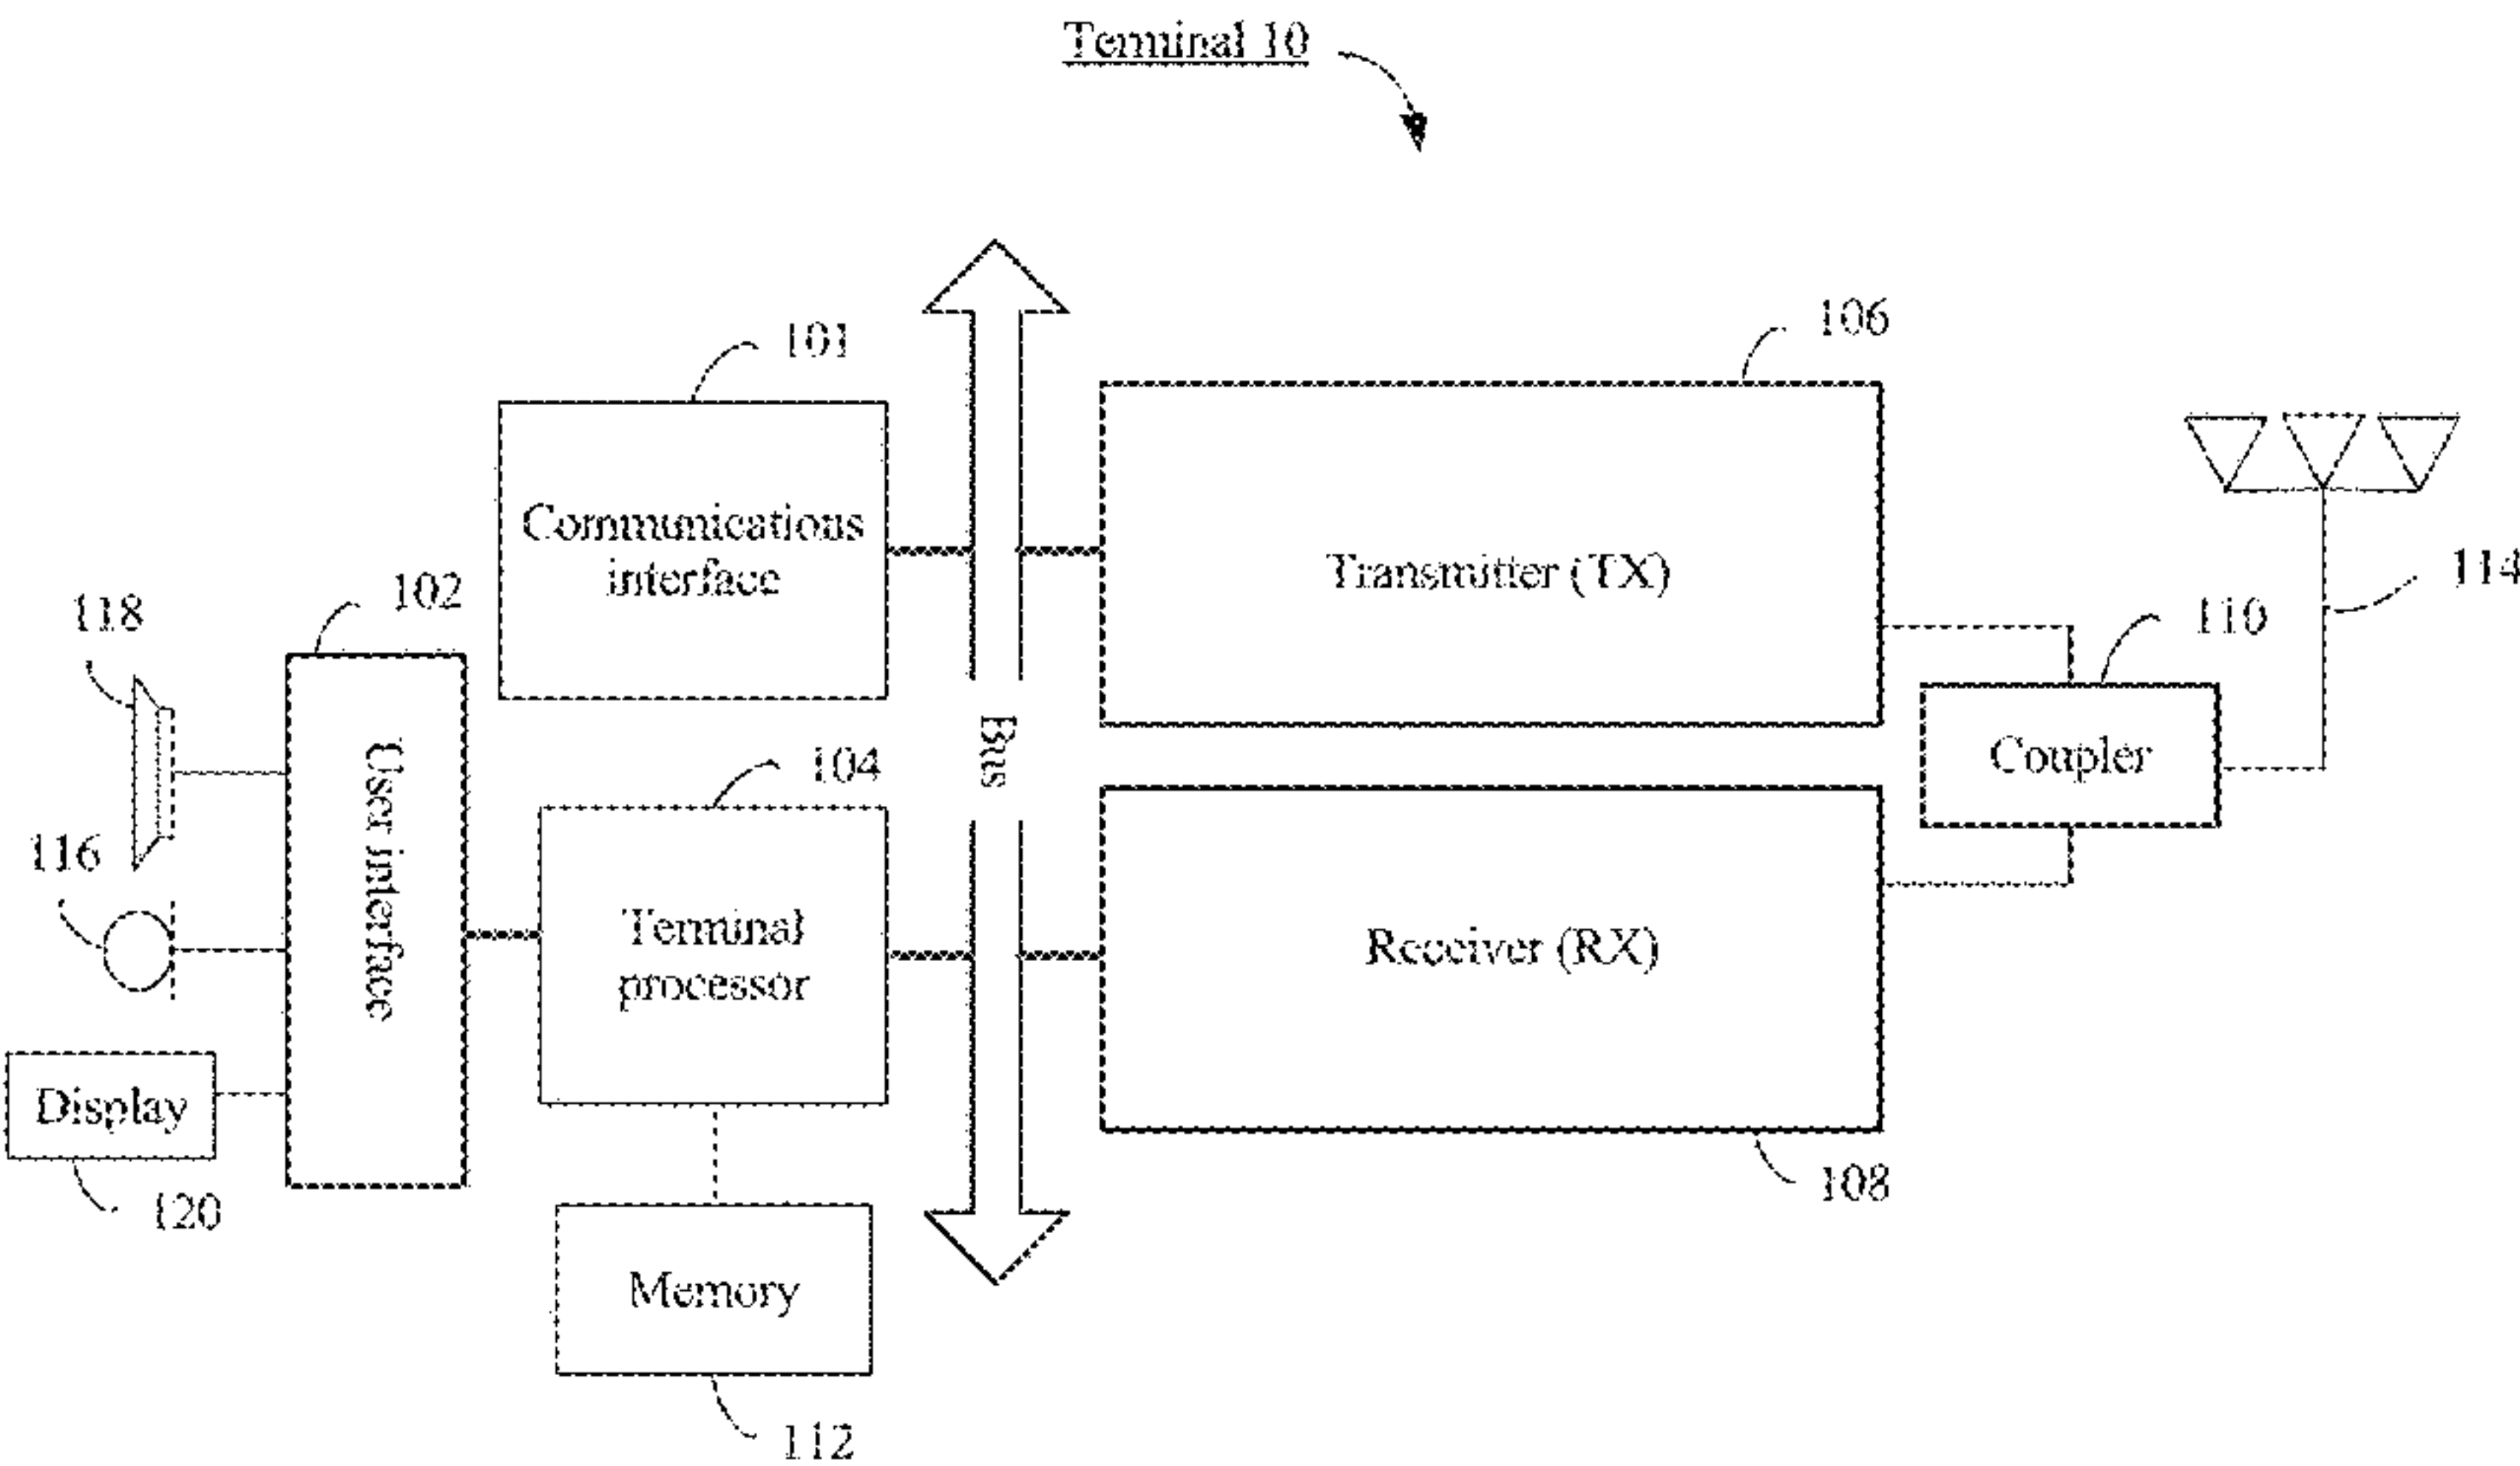 Terminal 10
106
101
Communications
interface
Transmitter (TX)
114
102
118
110
User interface
Bus
Coupler
104
116
Terminal
processor
Receiver (RX)
Display
120
108
Memory
112